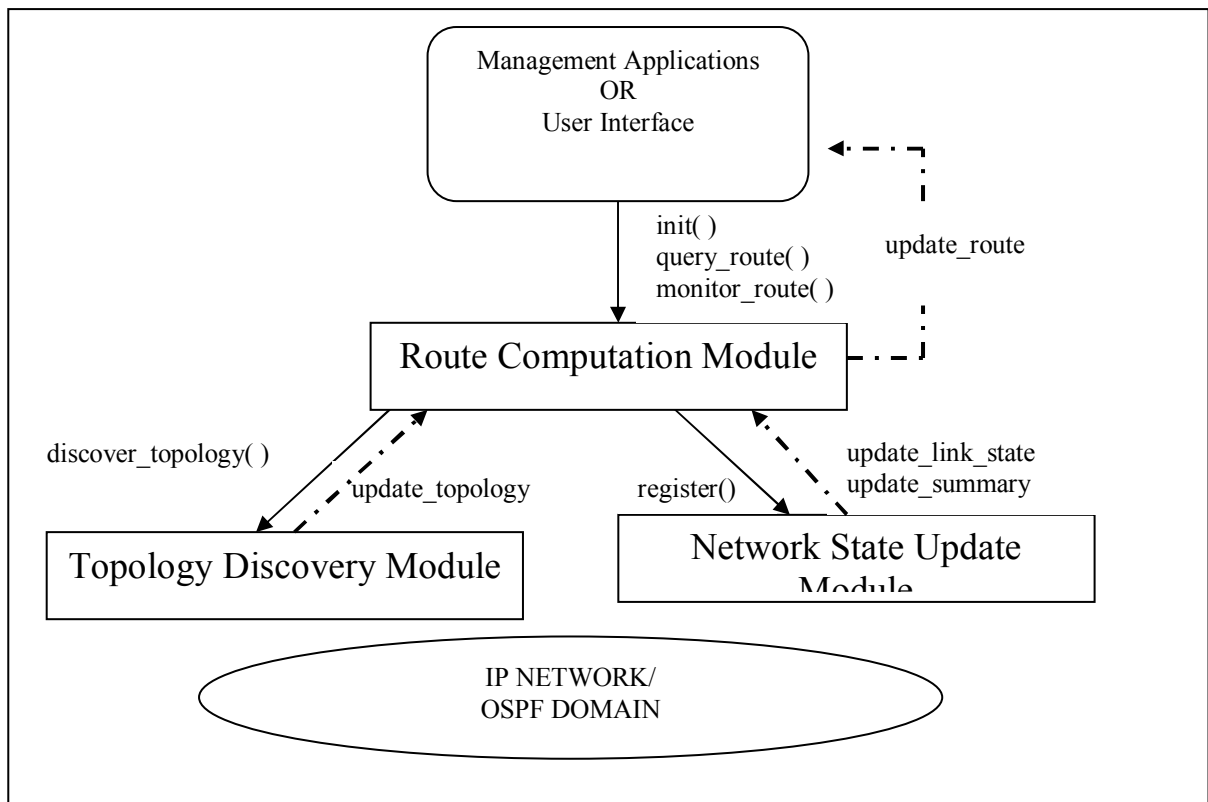 Management Applications
OR
User Interface
init( )
query_route( )
monitor_route( )
update_route
Route Computation Module
discover_topology( )
update_topology
register()
update_link_state
update_summary
Topology Discovery Module
Network State Update
Module
IP NETWORK/
OSPF DOMAIN